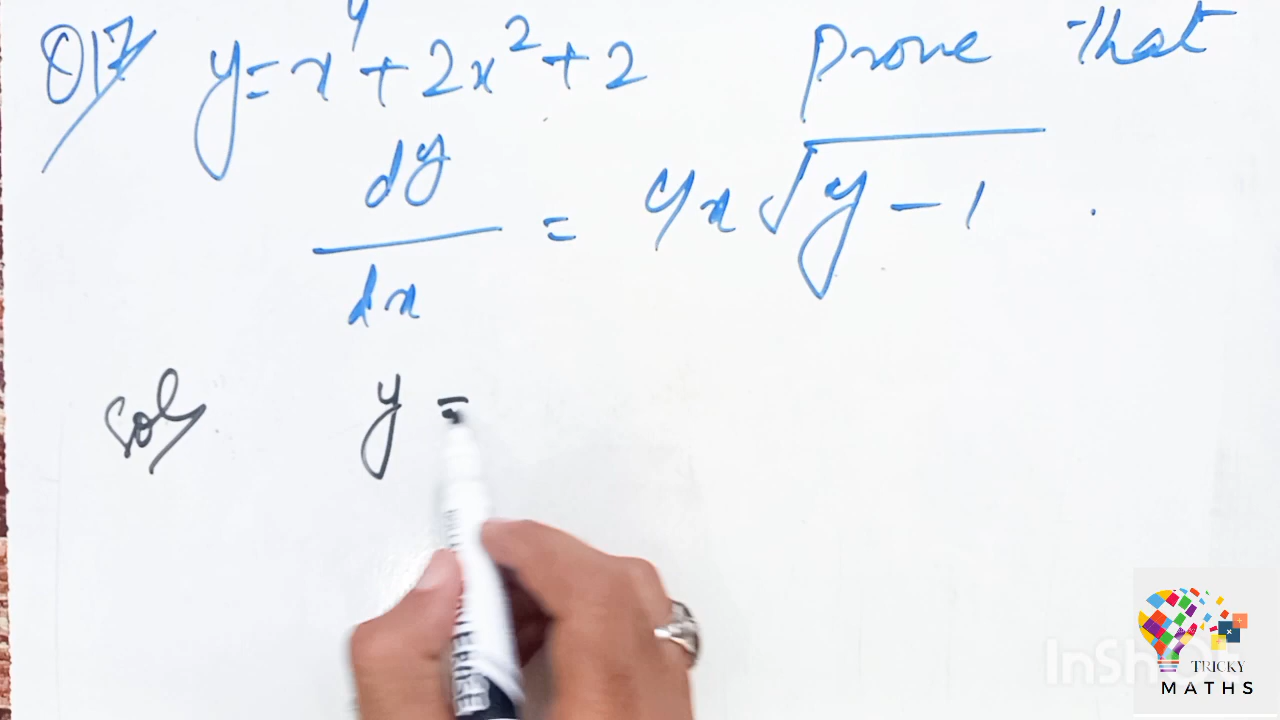 Q17 y = x⁴ + 2x² + 2 prove that
dy/dx = 4x √(y – 1) .
Sol y =
InShOt
TRICKY
MATHS